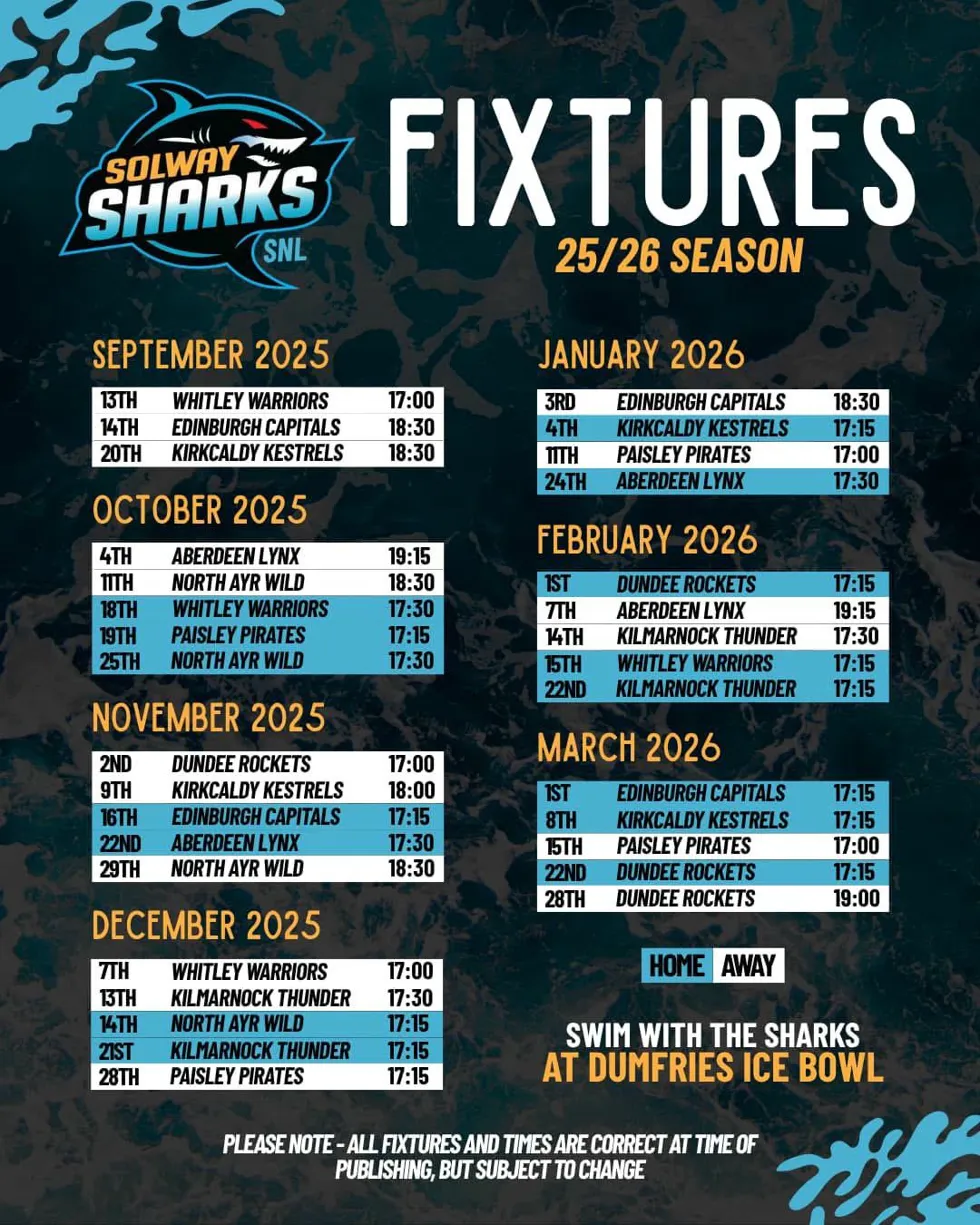 SOLWAY
SHARKS
SNL
FIXTURES
25/26 SEASON
SEPTEMBER 2025
13TH WHITLEY WARRIORS 17:00
14TH EDINBURGH CAPITALS 18:30
20TH KIRKCALDY KESTRELS 18:30
OCTOBER 2025
4TH ABERDEEN LYNX 19:15
11TH NORTH AYR WILD 18:30
18TH WHITLEY WARRIORS 17:30
19TH PAISLEY PIRATES 17:15
25TH NORTH AYR WILD 17:30
NOVEMBER 2025
2ND DUNDEE ROCKETS 17:00
9TH KIRKCALDY KESTRELS 18:00
16TH EDINBURGH CAPITALS 17:15
22ND ABERDEEN LYNX 17:30
29TH NORTH AYR WILD 18:30
DECEMBER 2025
7TH WHITLEY WARRIORS 17:00
13TH KILMARNOCK THUNDER 17:30
14TH NORTH AYR WILD 17:15
21ST KILMARNOCK THUNDER 17:15
28TH PAISLEY PIRATES 17:15
JANUARY 2026
3RD EDINBURGH CAPITALS 18:30
4TH KIRKCALDY KESTRELS 17:15
11TH PAISLEY PIRATES 17:00
24TH ABERDEEN LYNX 17:30
FEBRUARY 2026
1ST DUNDEE ROCKETS 17:15
7TH ABERDEEN LYNX 19:15
14TH KILMARNOCK THUNDER 17:30
15TH WHITLEY WARRIORS 17:15
22ND KILMARNOCK THUNDER 17:15
MARCH 2026
1ST EDINBURGH CAPITALS 17:15
8TH KIRKCALDY KESTRELS 17:15
15TH PAISLEY PIRATES 17:00
22ND DUNDEE ROCKETS 17:15
28TH DUNDEE ROCKETS 19:00
HOME AWAY
SWIM WITH THE SHARKS
AT DUMFRIES ICE BOWL
PLEASE NOTE - ALL FIXTURES AND TIMES ARE CORRECT AT TIME OF
PUBLISHING, BUT SUBJECT TO CHANGE